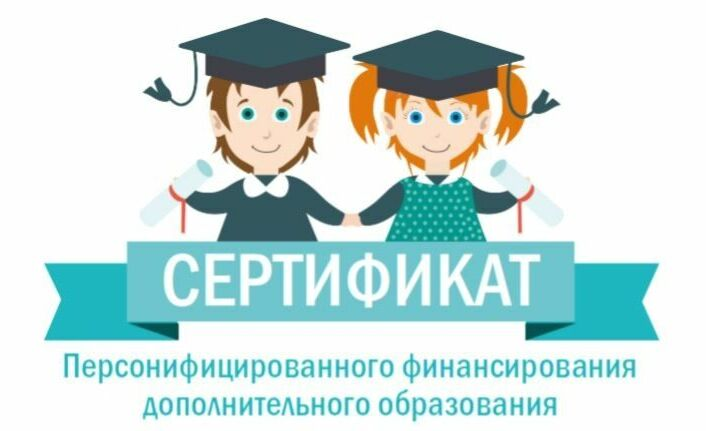 СЕРТИФИКАТ
Персонифицированного финансирования
дополнительного образования